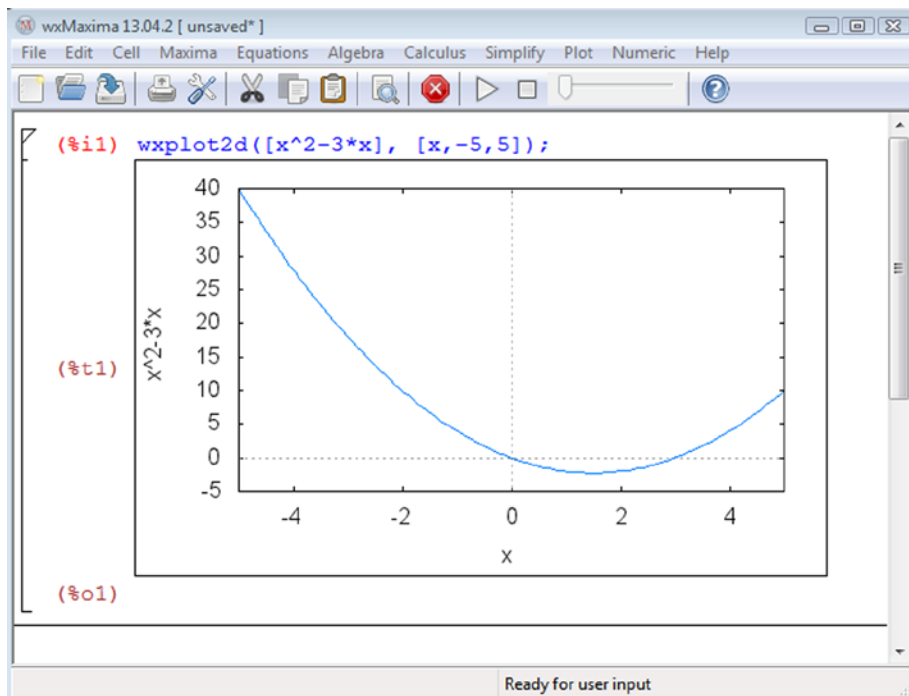 wxMaxima 13.04.2 [ unsaved* ]
File Edit Cell Maxima Equations Algebra Calculus Simplify Plot Numeric Help
(%i1) wxplot2d([x^2-3*x], [x,-5,5]);
(%t1)
x^2-3*x
40
35
30
25
20
15
10
5
0
-5
-4 -2 0 2 4
x
(%o1)
Ready for user input